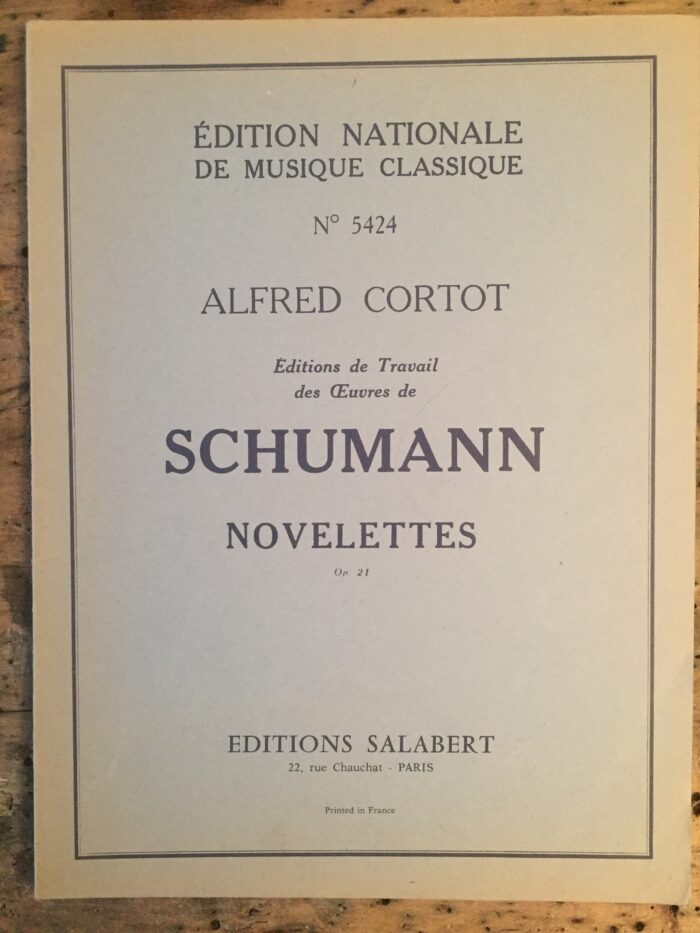 ÉDITION NATIONALE
DE MUSIQUE CLASSIQUE
Nº 5424
ALFRED CORTOT
Éditions de Travail
des Œuvres de
SCHUMANN
NOVELETTES
Op 21
EDITIONS SALABERT
22, rue Chauchat - PARIS
Printed in France